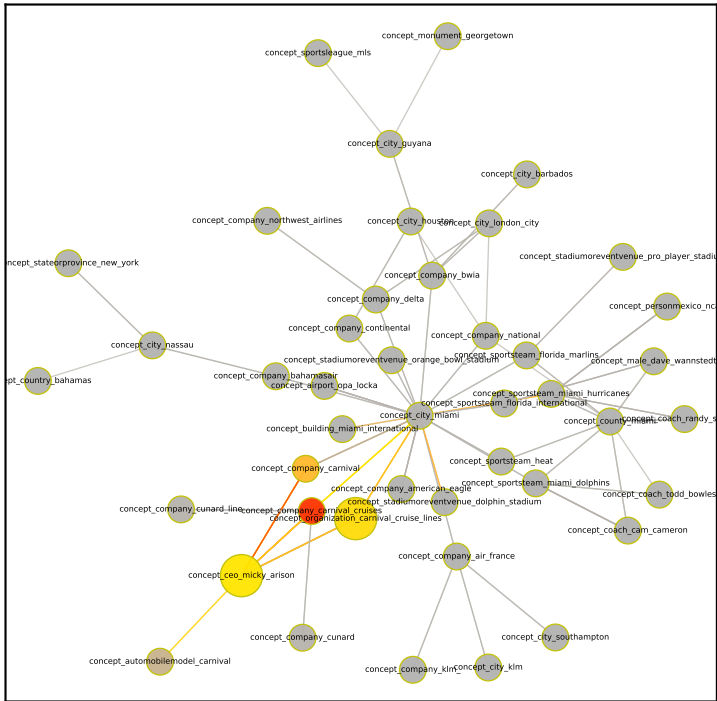 concept_monument_georgetown
concept_sportsleague_mls
concept_city_guyana
concept_city_barbados
concept_company_northwest_airlines
concept_city_houston
concept_city_london_city
concept_stadiumoreventvenue_pro_player_stadiu
oncept_stateorprovince_new_york
concept_company_bwia
concept_company_delta
concept_personmexico_nca
concept_company_continental
concept_company_national
concept_city_nassau
concept_sportsteam_florida_marlins
concept_stadiumoreventvenue_orange_bowl_stadium
concept_male_dave_wannstedt
concept_company_bahamasair
ept_country_bahamas
concept_airport_opa_locka
concept_sportsteam_miami_hurricanes
concept_sportsteam_florida_international
concept_city_miami
concept_coach_randy_s
concept_county_miami
concept_building_miami_international
concept_sportsteam_heat
concept_company_carnival
concept_sportsteam_miami_dolphins
concept_company_american_eagle
concept_coach_todd_bowles
concept_stadiumoreventvenue_dolphin_stadium
concept_company_cunard_line
concept_company_carnival_cruises
concept_organization_carnival_cruise_lines
concept_coach_cam_cameron
concept_company_air_france
concept_ceo_micky_arison
concept_company_cunard
concept_city_southampton
concept_automobilemodel_carnival
concept_company_klm
concept_city_klm